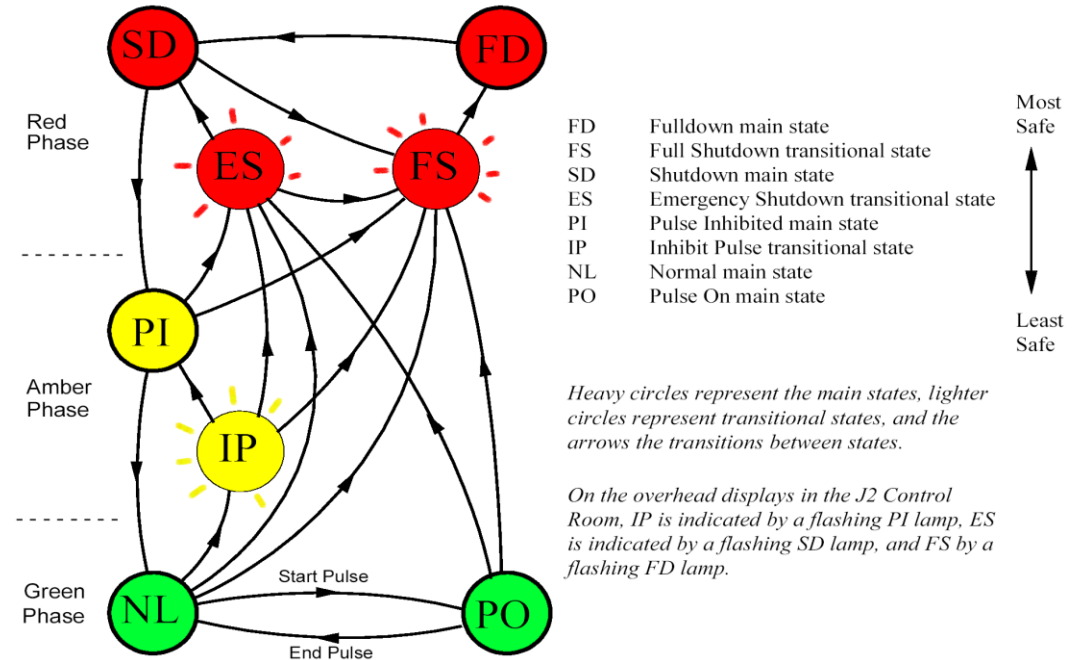 SD
FD
Red
Phase
ES
FS
PI
Amber
Phase
IP
Green
Phase
NL
Start Pulse
PO
End Pulse
Most
Safe
FD Fulldown main state
FS Full Shutdown transitional state
SD Shutdown main state
ES Emergency Shutdown transitional state
PI Pulse Inhibited main state
IP Inhibit Pulse transitional state
NL Normal main state
PO Pulse On main state
Least
Safe
Heavy circles represent the main states, lighter
circles represent transitional states, and the
arrows the transitions between states.
On the overhead displays in the J2 Control
Room, IP is indicated by a flashing PI lamp, ES
is indicated by a flashing SD lamp, and FS by a
flashing FD lamp.